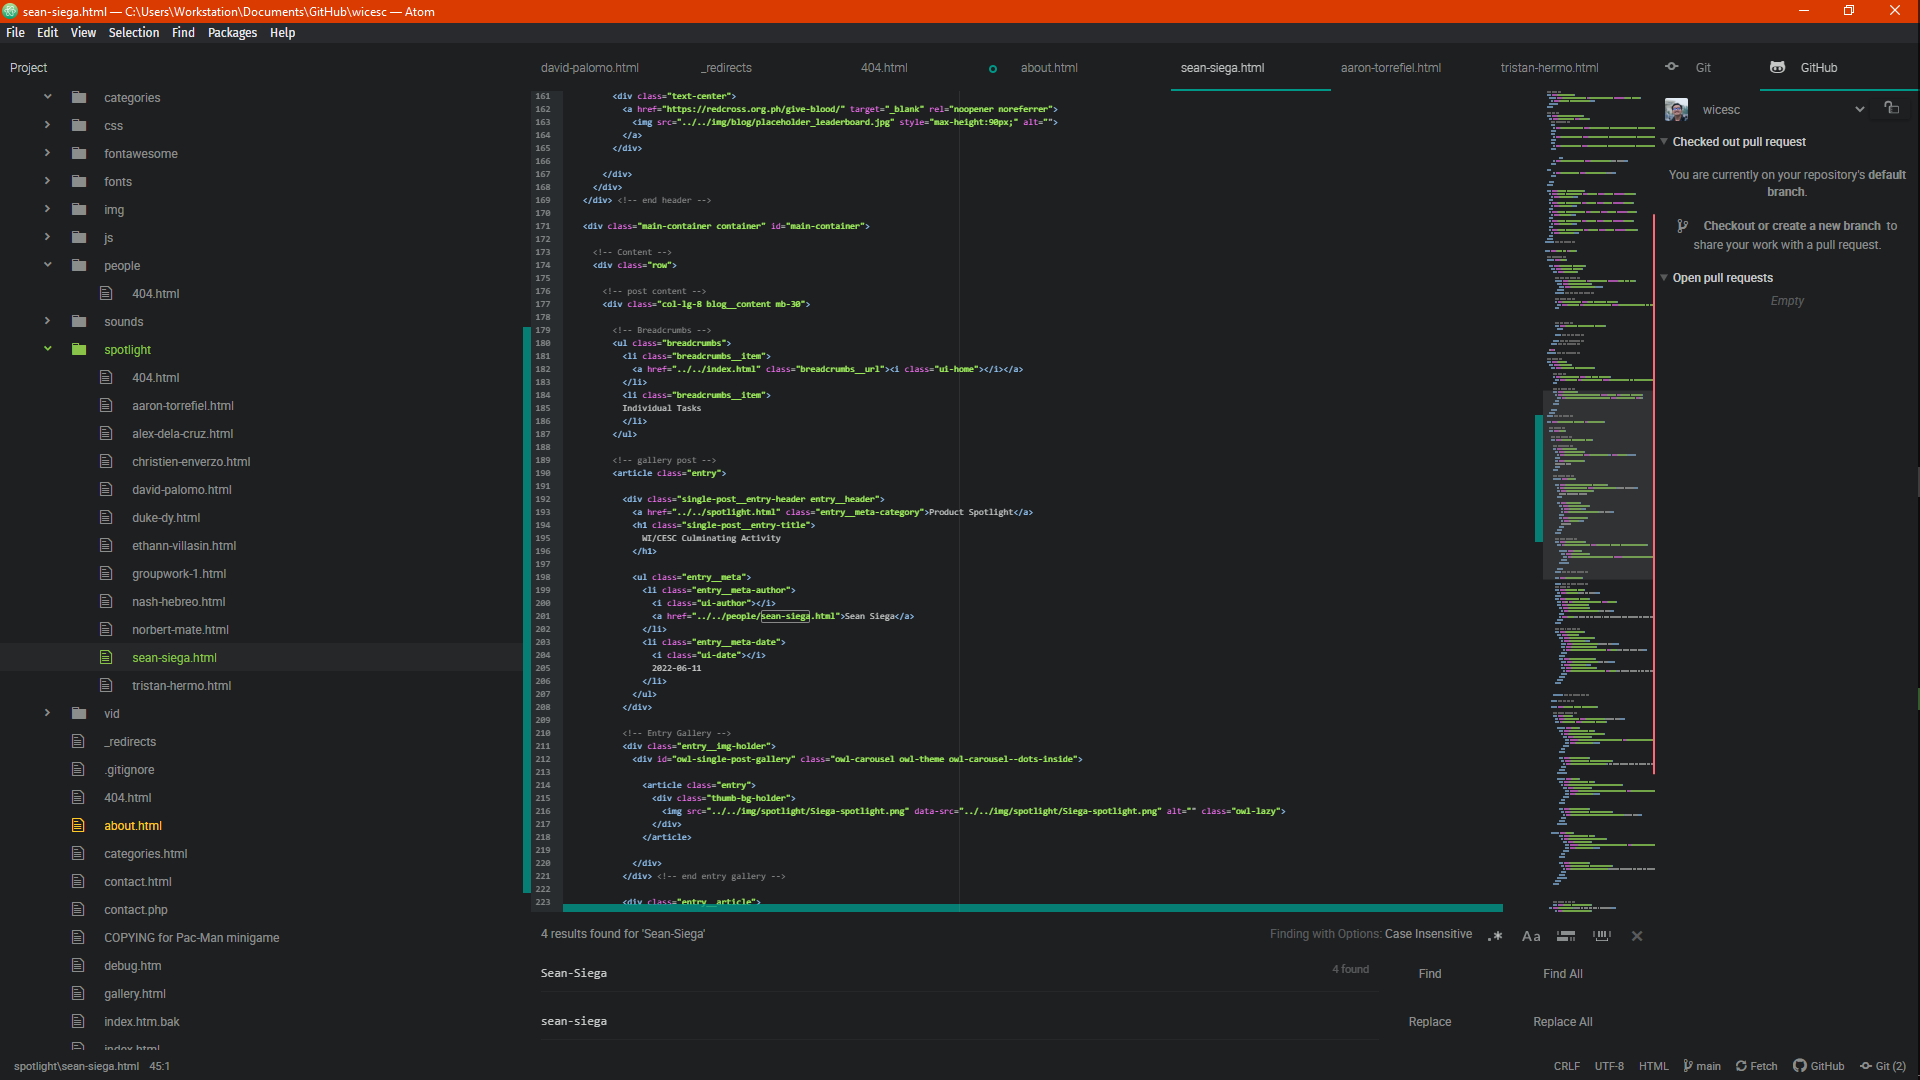 sean-siega.html — C:\Users\Workstation\Documents\GitHub\wicesc — Atom
File Edit View Selection Find Packages Help
Project
categories
css
fontawesome
fonts
img
js
people
404.html
sounds
spotlight
404.html
aaron-torrefiel.html
alex-dela-cruz.html
christien-enverzo.html
david-palomo.html
duke-dy.html
ethann-villasin.html
groupwork-1.html
nash-hebreo.html
norbert-mate.html
sean-siega.html
tristan-hermo.html
vid
_redirects
.gitignore
404.html
about.html
categories.html
contact.html
contact.php
COPYING for Pac-Man minigame
debug.htm
gallery.html
index.htm.bak
index.html
david-palomo.html _redirects 404.html about.html sean-siega.html aaron-torrefiel.html tristan-hermo.html
161 <div class="text-center">
162 <a href="https://redcross.org.ph/give-blood/" target="_blank" rel="noopener noreferrer">
163 <img src="../../img/blog/placeholder_leaderboard.jpg" style="max-height:90px;" alt="">
164 </a>
165 </div>
166
167 </div>
168 </div>
169 </div> <!-- end header -->
170
171 <div class="main-container container" id="main-container">
172
173 <!-- Content -->
174 <div class="row">
175
176 <!-- post content -->
177 <div class="col-lg-8 blog__content mb-30">
178
179 <!-- Breadcrumbs -->
180 <ul class="breadcrumbs">
181 <li class="breadcrumbs__item">
182 <a href="../../index.html" class="breadcrumbs__url"><i class="ui-home"></i></a>
183 </li>
184 <li class="breadcrumbs__item">
185 Individual Tasks
186 </li>
187 </ul>
188
189 <!-- gallery post -->
190 <article class="entry">
191
192 <div class="single-post__entry-header entry__header">
193 <a href="../../spotlight.html" class="entry__meta-category">Product Spotlight</a>
194 <h1 class="single-post__entry-title">
195 WI/CESC Culminating Activity
196 </h1>
197
198 <ul class="entry__meta">
199 <li class="entry__meta-author">
200 <i class="ui-author"></i>
201 <a href="../../people/sean-siega.html">Sean Siega</a>
202 </li>
203 <li class="entry__meta-date">
204 <i class="ui-date"></i>
205 2022-06-11
206 </li>
207 </ul>
208 </div>
209
210 <!-- Entry Gallery -->
211 <div class="entry__img-holder">
212 <div id="owl-single-post-gallery" class="owl-carousel owl-theme owl-carousel--dots-inside">
213
214 <article class="entry">
215 <div class="thumb-bg-holder">
216 <img src="../../img/spotlight/Siega-spotlight.png" data-src="../../img/spotlight/Siega-spotlight.png" alt="" class="owl-lazy">
217 </div>
218 </article>
219
220 </div>
221 </div> <!-- end entry gallery -->
222
223 <div class="entry__article">
4 results found for 'Sean-Siega'
Finding with Options: Case Insensitive
.* Aa
Sean-Siega
4 found
Find Find All
sean-siega
Replace Replace All
Git GitHub
wicesc
Checked out pull request
You are currently on your repository's default
branch.
Checkout or create a new branch to
share your work with a pull request.
Open pull requests
Empty
spotlight\sean-siega.html 45:1
CRLF UTF-8 HTML main Fetch GitHub Git (2)